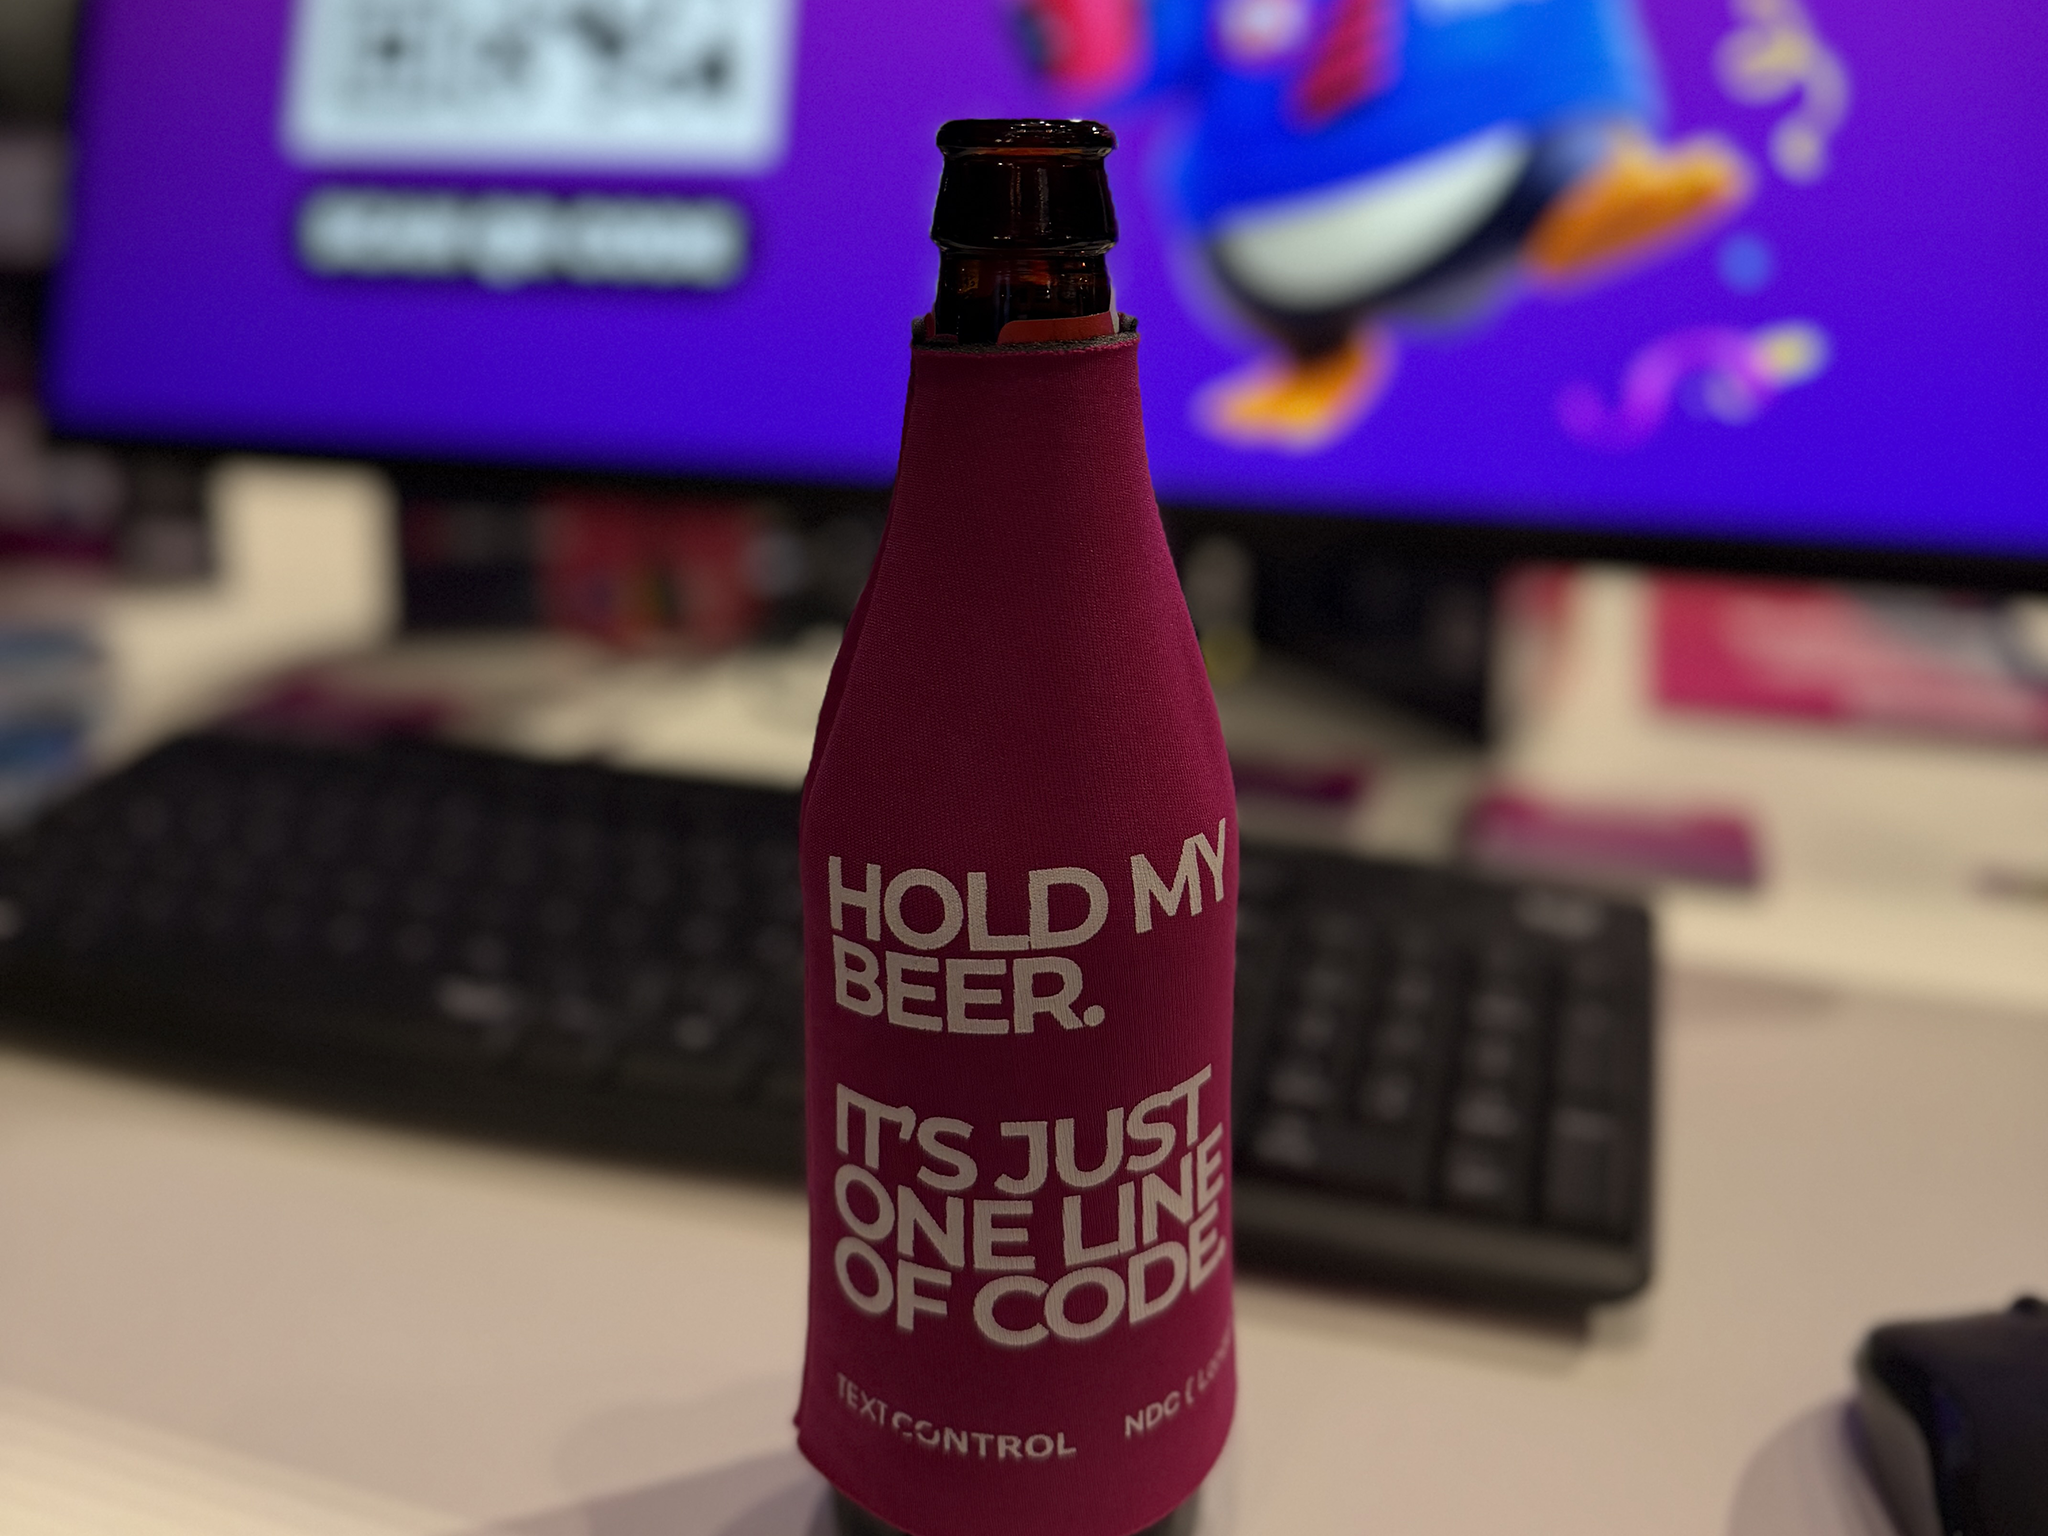 HOLD MY
BEER.
IT'S JUST
ONE LINE
OF CODE
TEXTCONTROL
NDC {